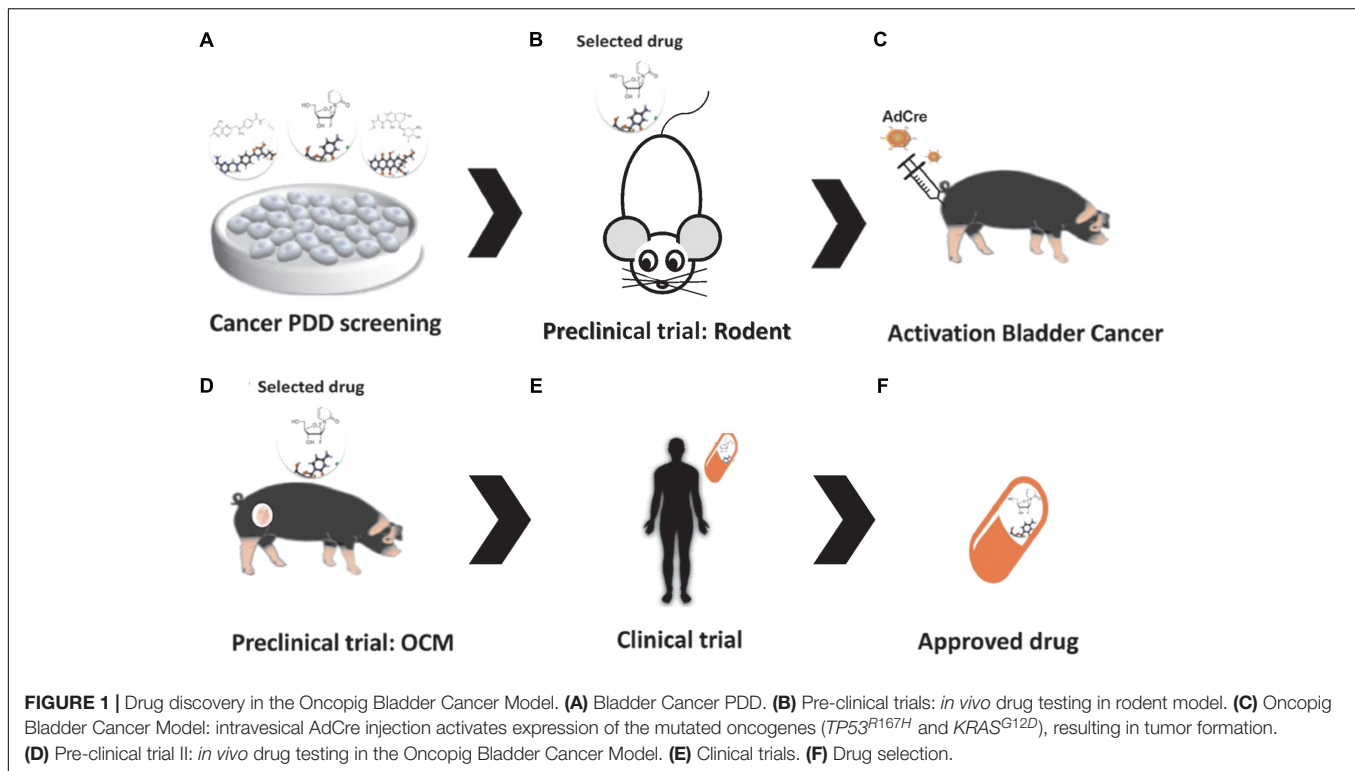 A
B
Selected drug
C
AdCre
Cancer PDD screening
Preclinical trial: Rodent
Activation Bladder Cancer
D
Selected drug
E
F
Preclinical trial: OCM
Clinical trial
Approved drug
FIGURE 1 | Drug discovery in the Oncopig Bladder Cancer Model. (A) Bladder Cancer PDD. (B) Pre-clinical trials: in vivo drug testing in rodent model. (C) Oncopig
Bladder Cancer Model: intravesical AdCre injection activates expression of the mutated oncogenes (TP53R167H and KRASG12D), resulting in tumor formation.
(D) Pre-clinical trial II: in vivo drug testing in the Oncopig Bladder Cancer Model. (E) Clinical trials. (F) Drug selection.